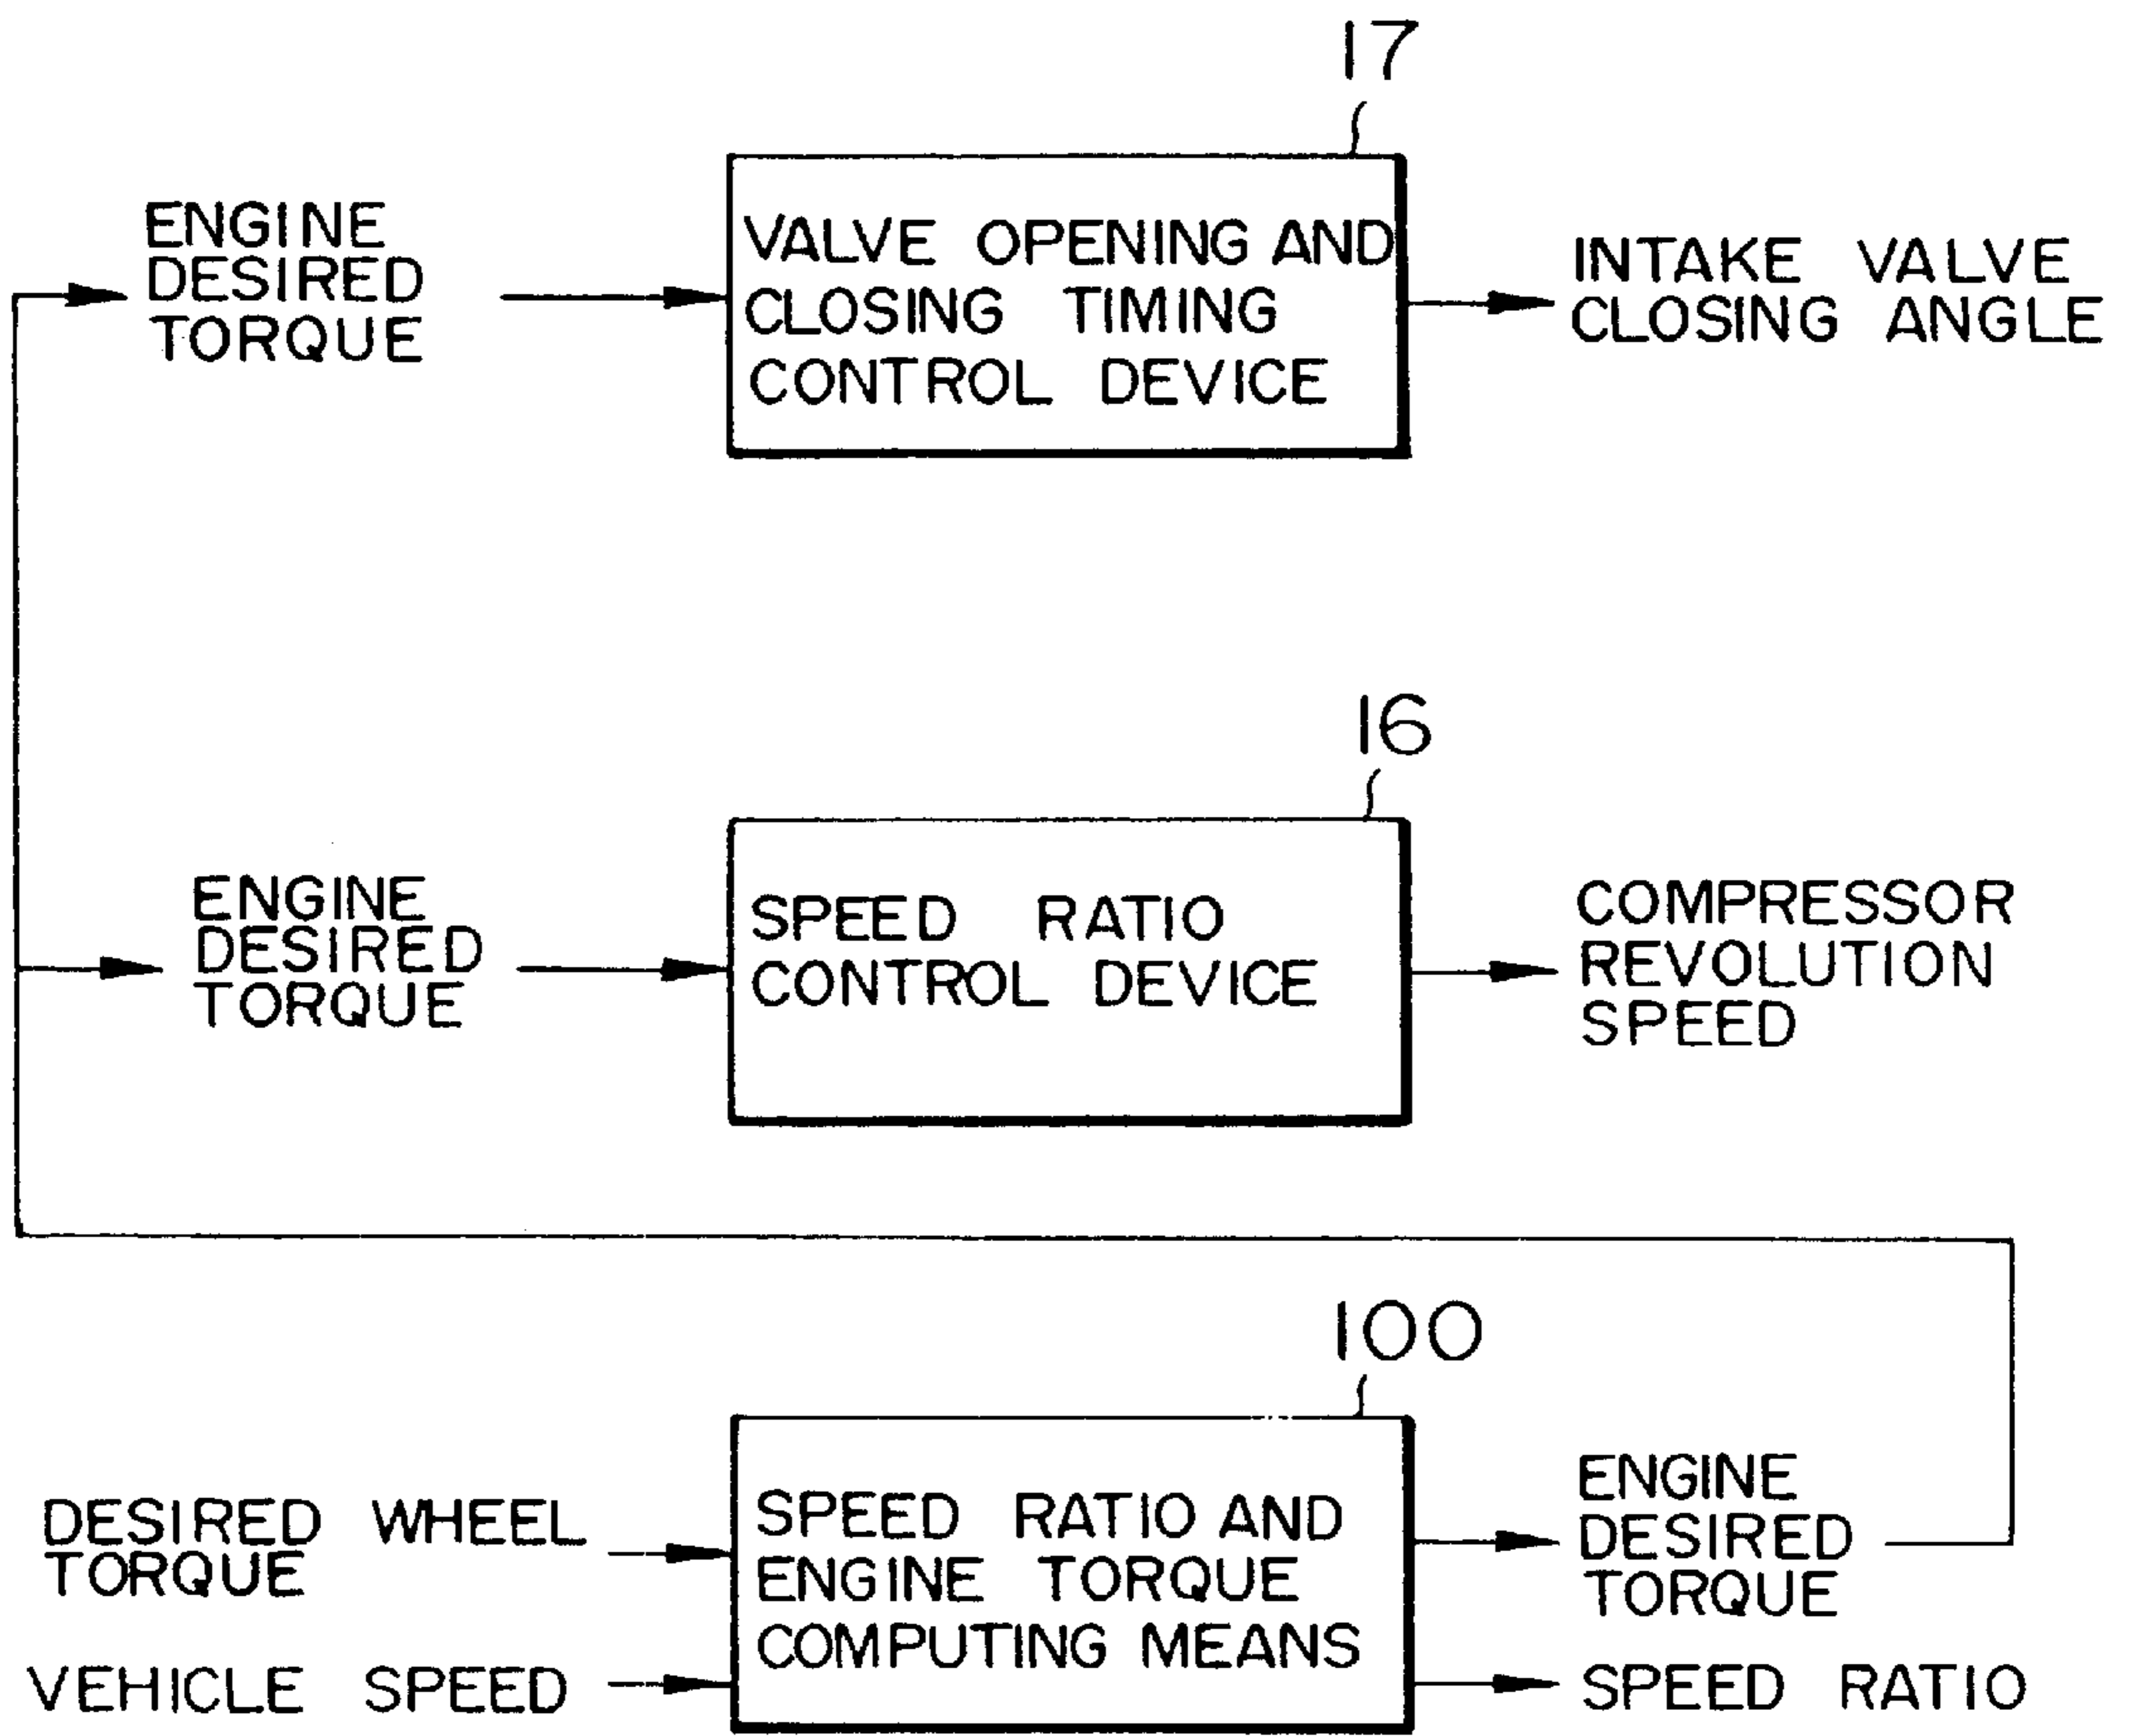 17
ENGINE
DESIRED
TORQUE
VALVE OPENING AND
CLOSING TIMING
CONTROL DEVICE
INTAKE VALVE
CLOSING ANGLE
16
ENGINE
DESIRED
TORQUE
SPEED RATIO
CONTROL DEVICE
COMPRESSOR
REVOLUTION
SPEED
100
DESIRED WHEEL
TORQUE
VEHICLE SPEED
SPEED RATIO AND
ENGINE TORQUE
COMPUTING MEANS
ENGINE
DESIRED
TORQUE
SPEED RATIO